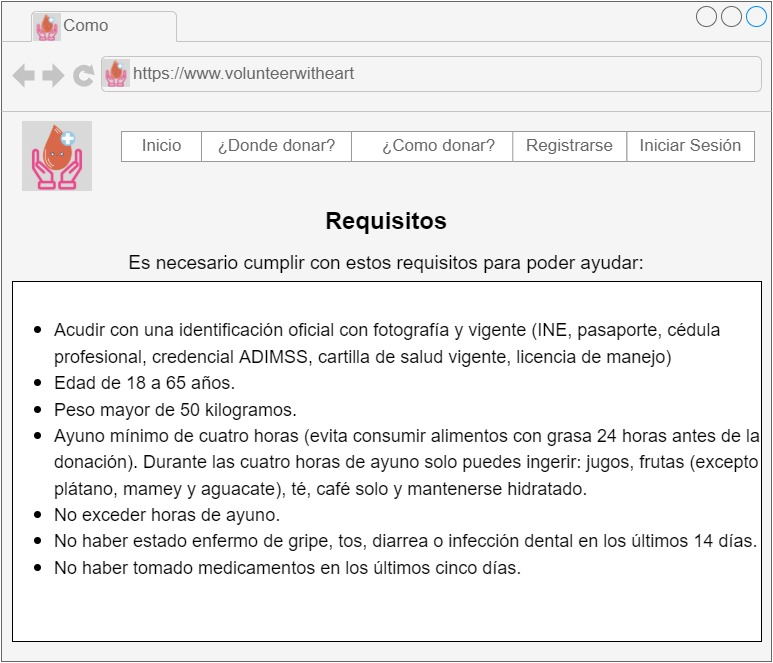 Como
https://www.volunteerwitheart
Inicio
¿Donde donar?
¿Como donar?
Registrarse
Iniciar Sesión
Requisitos
Es necesario cumplir con estos requisitos para poder ayudar:
• Acudir con una identificación oficial con fotografía y vigente (INE, pasaporte, cédula
profesional, credencial ADIMSS, cartilla de salud vigente, licencia de manejo)
• Edad de 18 a 65 años.
• Peso mayor de 50 kilogramos.
• Ayuno mínimo de cuatro horas (evita consumir alimentos con grasa 24 horas antes de la
donación). Durante las cuatro horas de ayuno solo puedes ingerir: jugos, frutas (excepto
plátano, mamey y aguacate), té, café solo y mantenerse hidratado.
• No exceder horas de ayuno.
• No haber estado enfermo de gripe, tos, diarrea o infección dental en los últimos 14 días.
• No haber tomado medicamentos en los últimos cinco días.